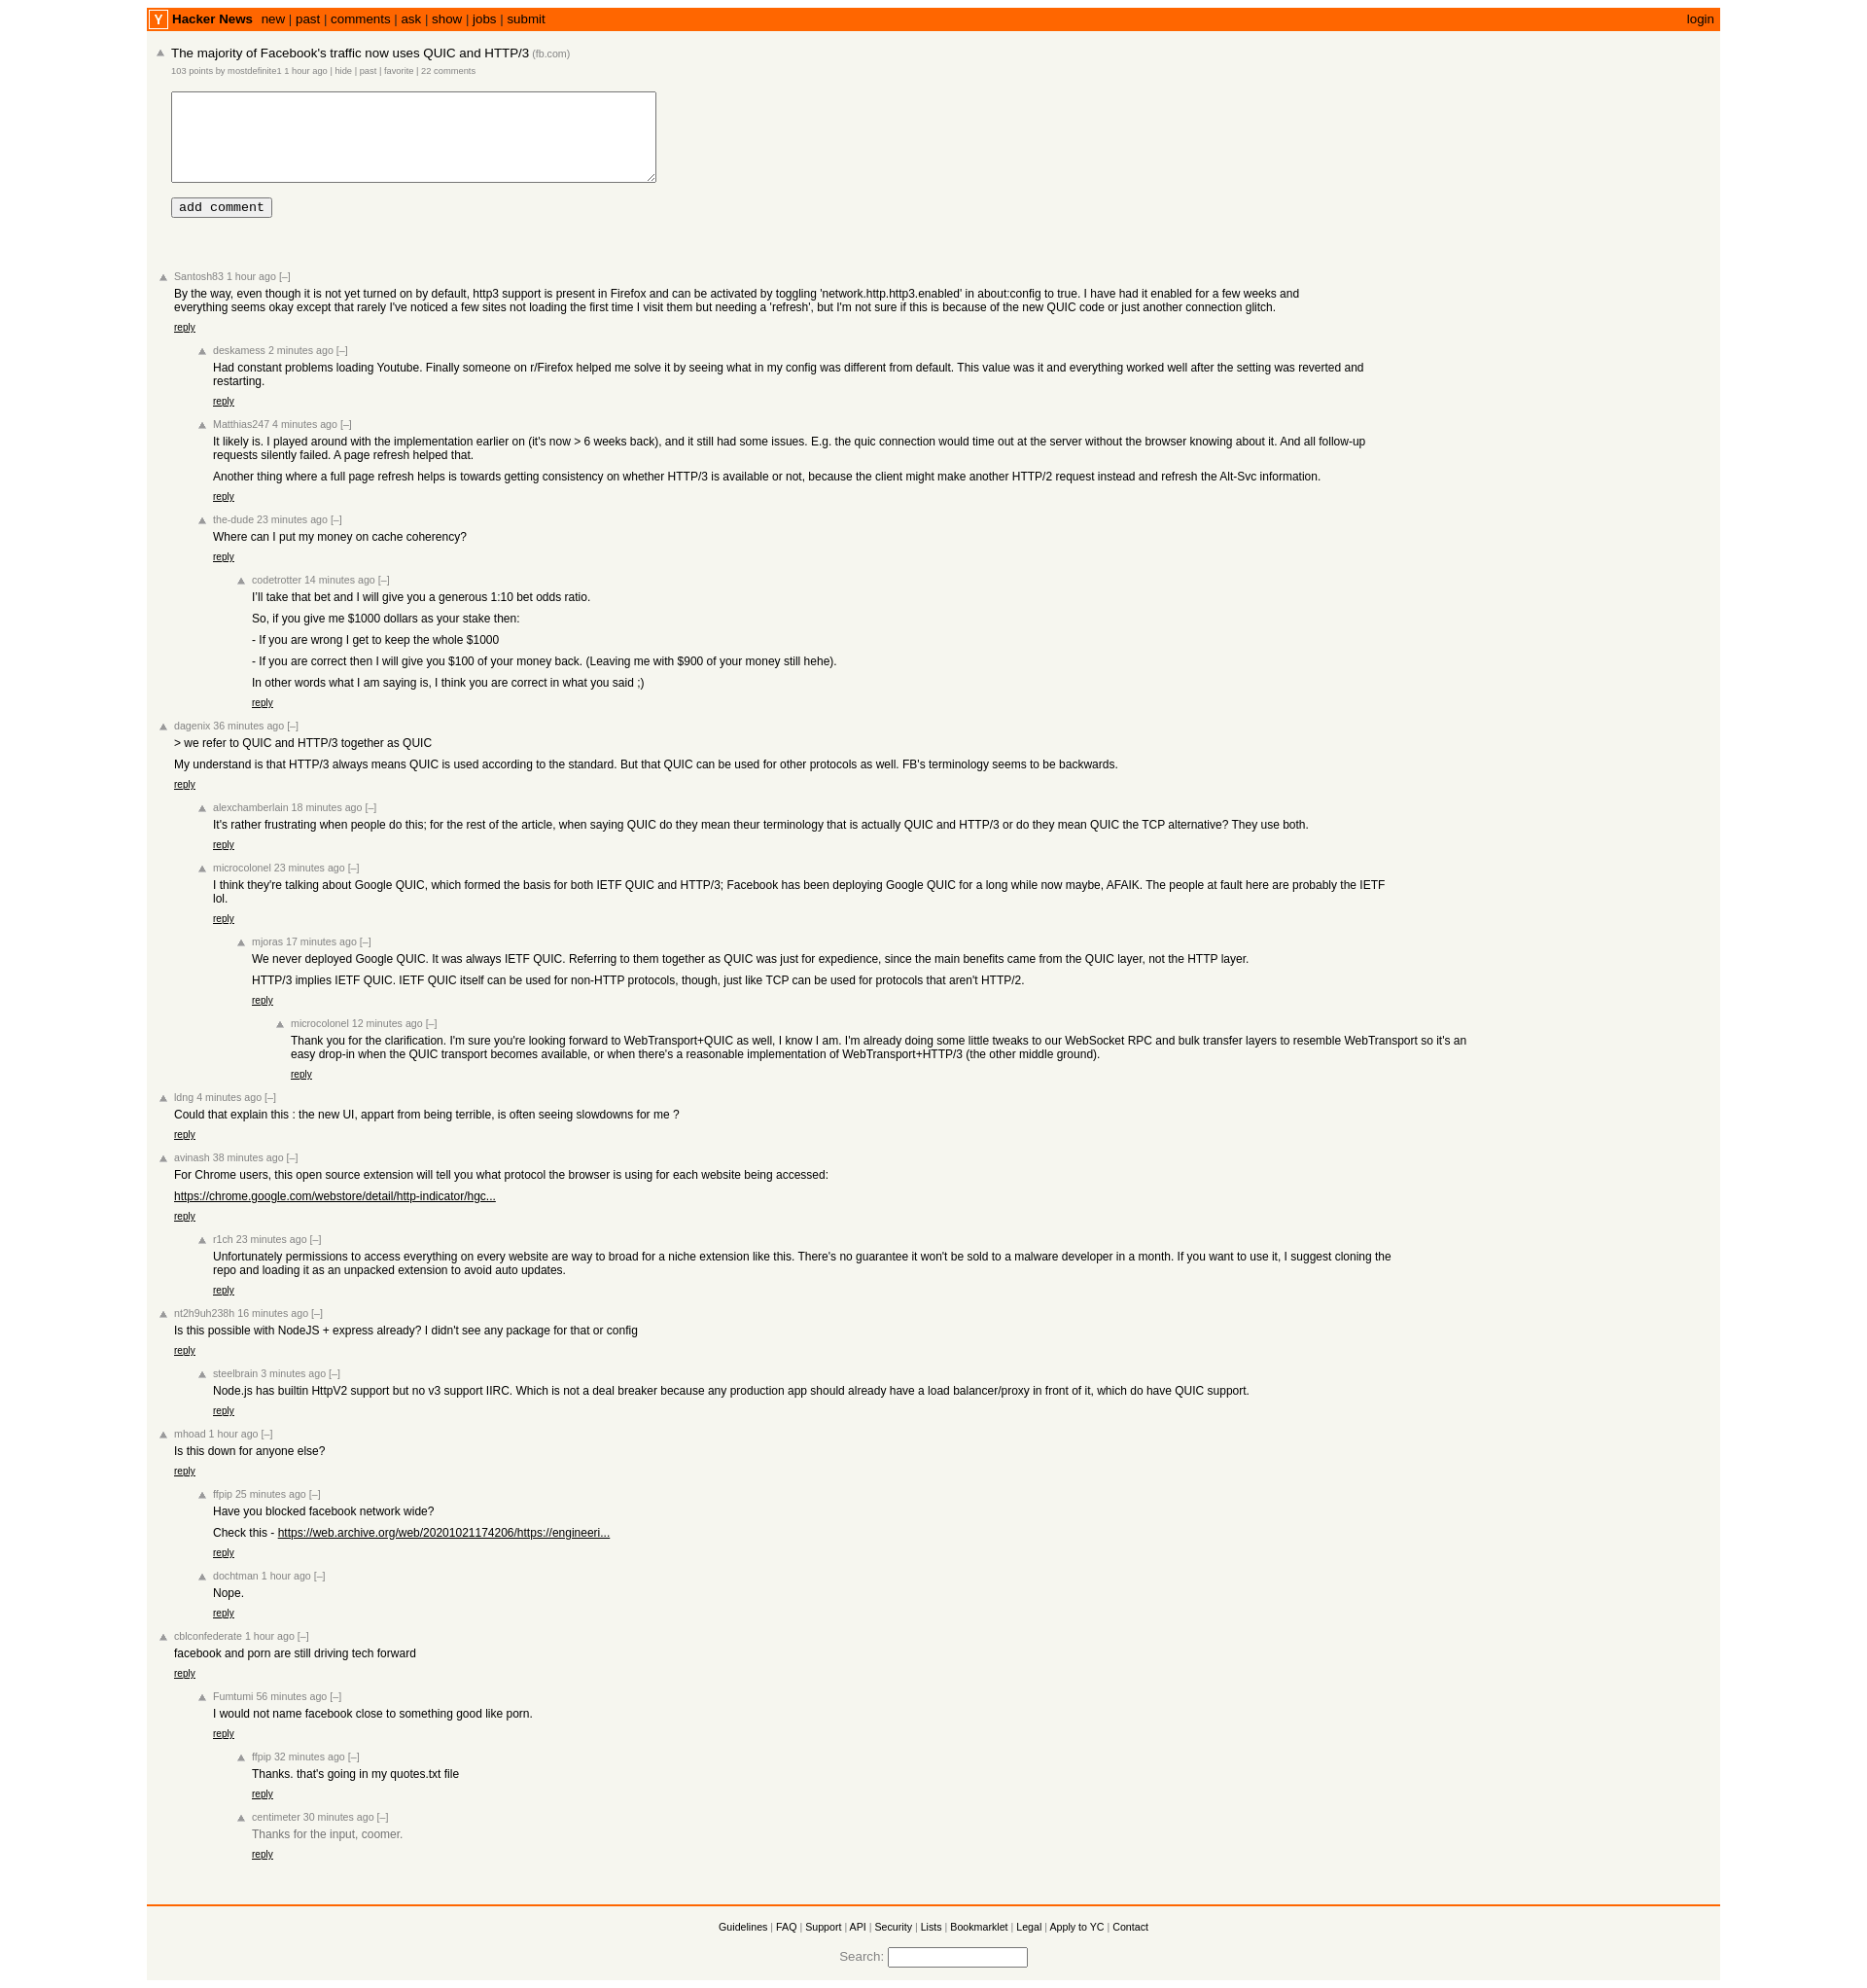 Y Hacker News new | past | comments | ask | show | jobs | submit login
The majority of Facebook's traffic now uses QUIC and HTTP/3 (fb.com)
103 points by mostdefinite1 1 hour ago | hide | past | favorite | 22 comments
add comment
Santosh83 1 hour ago [–]
By the way, even though it is not yet turned on by default, http3 support is present in Firefox and can be activated by toggling 'network.http.http3.enabled' in about:config to true. I have had it enabled for a few weeks and
everything seems okay except that rarely I've noticed a few sites not loading the first time I visit them but needing a 'refresh', but I'm not sure if this is because of the new QUIC code or just another connection glitch.
reply
deskamess 2 minutes ago [–]
Had constant problems loading Youtube. Finally someone on r/Firefox helped me solve it by seeing what in my config was different from default. This value was it and everything worked well after the setting was reverted and
restarting.
reply
Matthias247 4 minutes ago [–]
It likely is. I played around with the implementation earlier on (it's now > 6 weeks back), and it still had some issues. E.g. the quic connection would time out at the server without the browser knowing about it. And all follow-up
requests silently failed. A page refresh helped that.
Another thing where a full page refresh helps is towards getting consistency on whether HTTP/3 is available or not, because the client might make another HTTP/2 request instead and refresh the Alt-Svc information.
reply
the-dude 23 minutes ago [–]
Where can I put my money on cache coherency?
reply
codetrotter 14 minutes ago [–]
I'll take that bet and I will give you a generous 1:10 bet odds ratio.
So, if you give me $1000 dollars as your stake then:
- If you are wrong I get to keep the whole $1000
- If you are correct then I will give you $100 of your money back. (Leaving me with $900 of your money still hehe).
In other words what I am saying is, I think you are correct in what you said ;)
reply
dagenix 36 minutes ago [–]
> we refer to QUIC and HTTP/3 together as QUIC
My understand is that HTTP/3 always means QUIC is used according to the standard. But that QUIC can be used for other protocols as well. FB's terminology seems to be backwards.
reply
alexchamberlain 18 minutes ago [–]
It's rather frustrating when people do this; for the rest of the article, when saying QUIC do they mean theur terminology that is actually QUIC and HTTP/3 or do they mean QUIC the TCP alternative? They use both.
reply
microcolonel 23 minutes ago [–]
I think they're talking about Google QUIC, which formed the basis for both IETF QUIC and HTTP/3; Facebook has been deploying Google QUIC for a long while now maybe, AFAIK. The people at fault here are probably the IETF
lol.
reply
mjoras 17 minutes ago [–]
We never deployed Google QUIC. It was always IETF QUIC. Referring to them together as QUIC was just for expedience, since the main benefits came from the QUIC layer, not the HTTP layer.
HTTP/3 implies IETF QUIC. IETF QUIC itself can be used for non-HTTP protocols, though, just like TCP can be used for protocols that aren't HTTP/2.
reply
microcolonel 12 minutes ago [–]
Thank you for the clarification. I'm sure you're looking forward to WebTransport+QUIC as well, I know I am. I'm already doing some little tweaks to our WebSocket RPC and bulk transfer layers to resemble WebTransport so it's an
easy drop-in when the QUIC transport becomes available, or when there's a reasonable implementation of WebTransport+HTTP/3 (the other middle ground).
reply
ldng 4 minutes ago [–]
Could that explain this : the new UI, appart from being terrible, is often seeing slowdowns for me ?
reply
avinash 38 minutes ago [–]
For Chrome users, this open source extension will tell you what protocol the browser is using for each website being accessed:
https://chrome.google.com/webstore/detail/http-indicator/hgc...
reply
r1ch 23 minutes ago [–]
Unfortunately permissions to access everything on every website are way to broad for a niche extension like this. There's no guarantee it won't be sold to a malware developer in a month. If you want to use it, I suggest cloning the
repo and loading it as an unpacked extension to avoid auto updates.
reply
nt2h9uh238h 16 minutes ago [–]
Is this possible with NodeJS + express already? I didn't see any package for that or config
reply
steelbrain 3 minutes ago [–]
Node.js has builtin HttpV2 support but no v3 support IIRC. Which is not a deal breaker because any production app should already have a load balancer/proxy in front of it, which do have QUIC support.
reply
mhoad 1 hour ago [–]
Is this down for anyone else?
reply
ffpip 25 minutes ago [–]
Have you blocked facebook network wide?
Check this - https://web.archive.org/web/20201021174206/https://engineeri...
reply
dochtman 1 hour ago [–]
Nope.
reply
cblconfederate 1 hour ago [–]
facebook and porn are still driving tech forward
reply
Fumtumi 56 minutes ago [–]
I would not name facebook close to something good like porn.
reply
ffpip 32 minutes ago [–]
Thanks. that's going in my quotes.txt file
reply
centimeter 30 minutes ago [–]
Thanks for the input, coomer.
reply
Guidelines | FAQ | Support | API | Security | Lists | Bookmarklet | Legal | Apply to YC | Contact
Search: